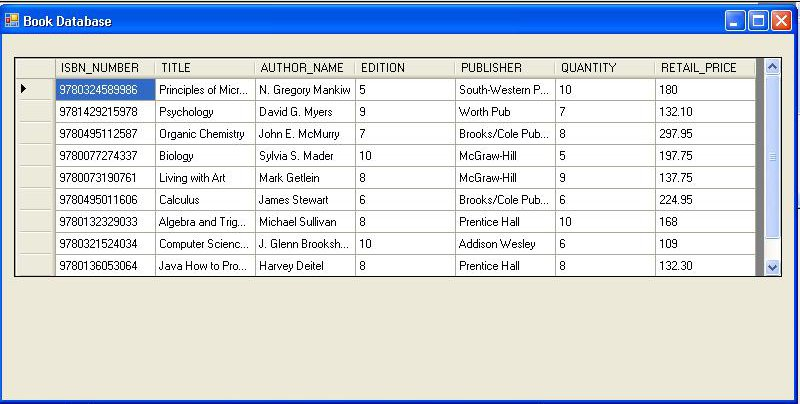 Book Database
ISBN_NUMBER TITLE AUTHOR_NAME EDITION PUBLISHER QUANTITY RETAIL_PRICE
9780324589986 Principles of Micr... N. Gregory Mankiw 5 South-Western P... 10 180
9781429215978 Psychology David G. Myers 9 Worth Pub 7 132.10
9780495112587 Organic Chemistry John E. McMurry 7 Brooks/Cole Pub... 8 297.95
9780077274337 Biology Sylvia S. Mader 10 McGraw-Hill 5 197.75
9780073190761 Living with Art Mark Getlein 8 McGraw-Hill 9 137.75
9780495011606 Calculus James Stewart 6 Brooks/Cole Pub... 6 224.95
9780132329033 Algebra and Trig... Michael Sullivan 8 Prentice Hall 10 168
9780321524034 Computer Scienc... J. Glenn Brooksh... 10 Addison Wesley 6 109
9780136053064 Java How to Pro... Harvey Deitel 8 Prentice Hall 8 132.30